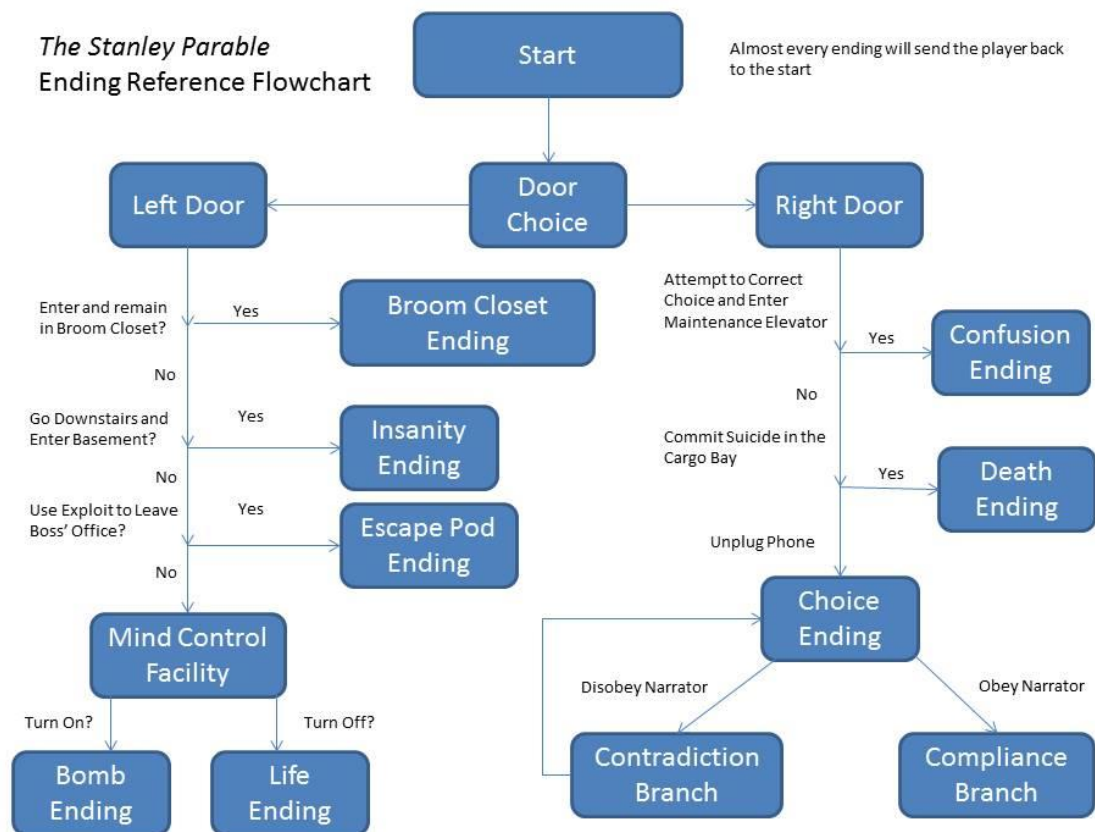 The Stanley Parable
Ending Reference Flowchart
Start
Almost every ending will send the player back
to the start
Left Door
Door
Choice
Right Door
Enter and remain
in Broom Closet?
Yes
Broom Closet
Ending
No
Go Downstairs and
Enter Basement?
Yes
Insanity
Ending
No
Use Exploit to Leave
Boss’ Office?
Yes
Escape Pod
Ending
No
Mind Control
Facility
Turn On?
Turn Off?
Bomb
Ending
Life
Ending
Attempt to Correct
Choice and Enter
Maintenance Elevator
Yes
Confusion
Ending
No
Commit Suicide in the
Cargo Bay
Yes
Death
Ending
Unplug Phone
Choice
Ending
Disobey Narrator
Obey Narrator
Contradiction
Branch
Compliance
Branch